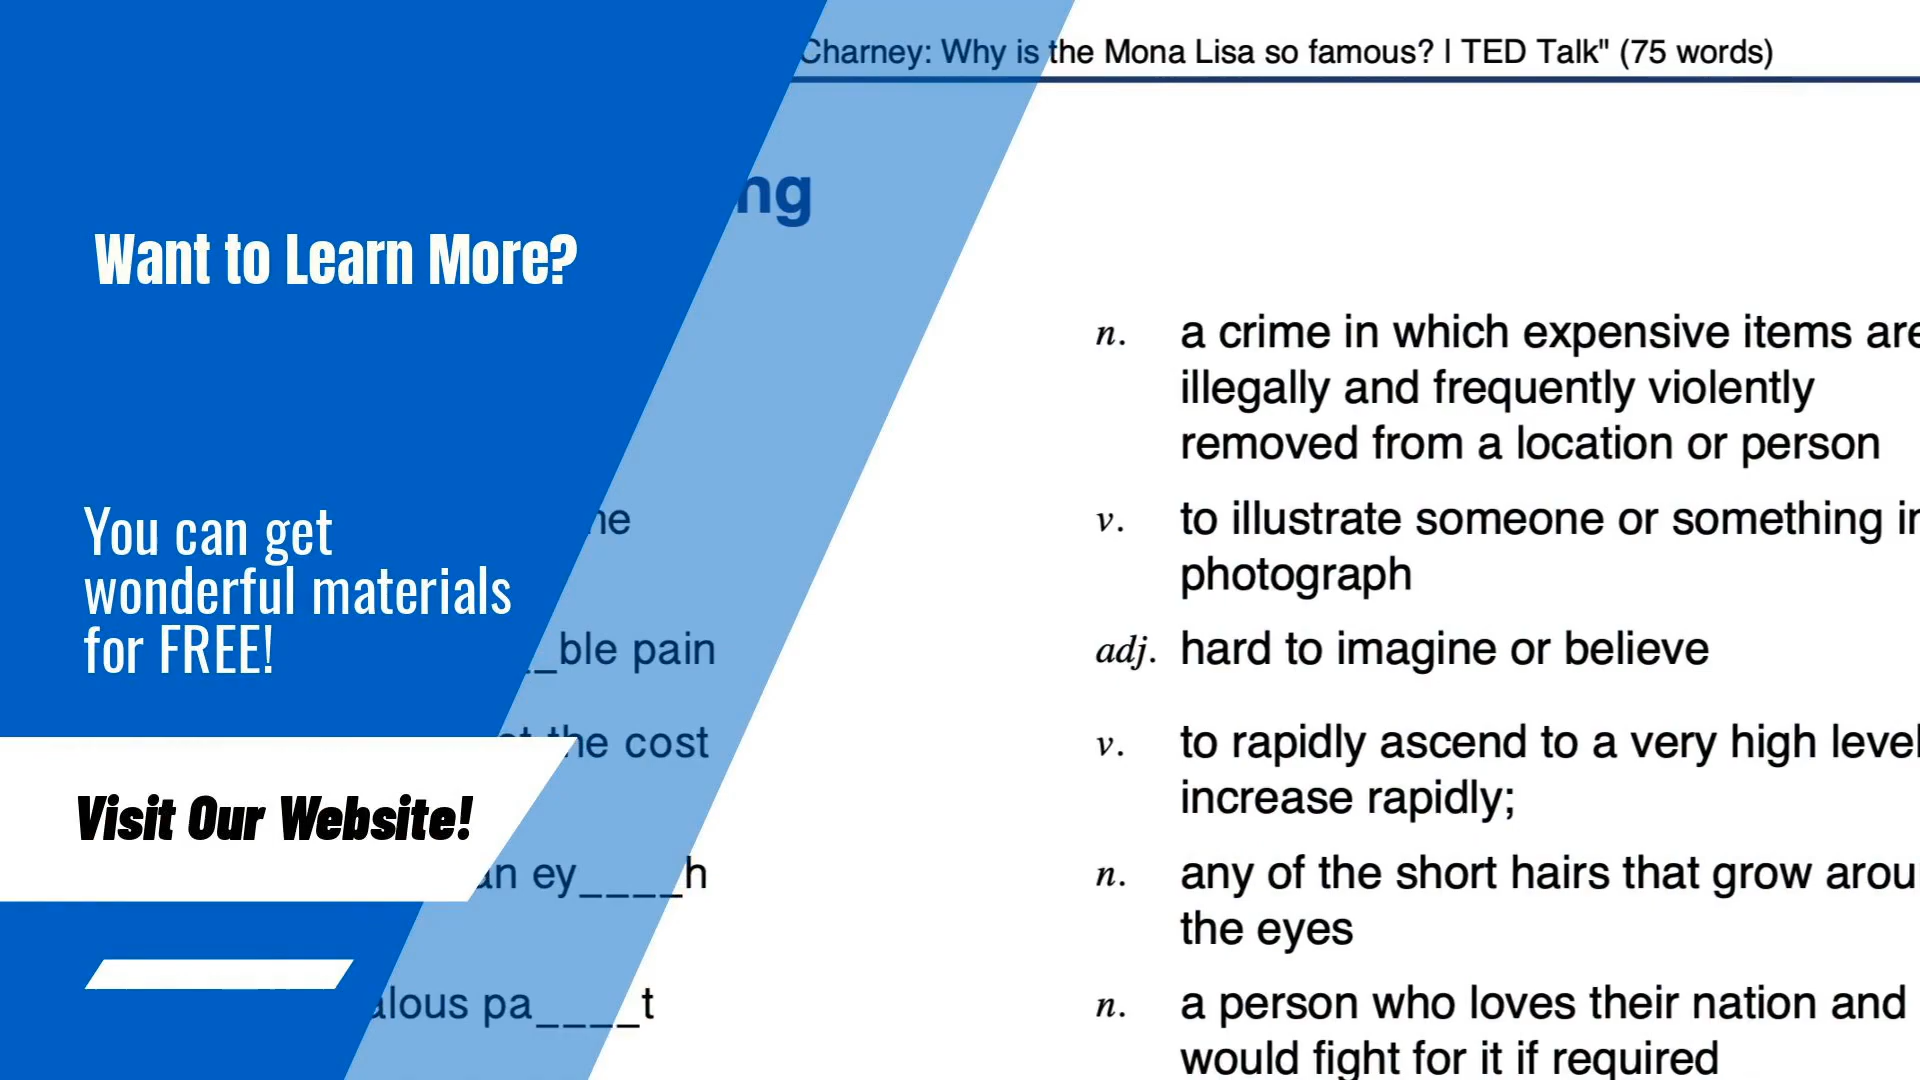 Charney: Why is the Mona Lisa so famous? | TED Talk" (75 words)
ng
Want to Learn More?
You can get
wonderful materials
for FREE!
Visit Our Website!
n. a crime in which expensive items are
illegally and frequently violently
removed from a location or person
v. to illustrate someone or something in
photograph
_ble pain
adj. hard to imagine or believe
the cost
v. to rapidly ascend to a very high level
increase rapidly;
an ey____h
n. any of the short hairs that grow arou
the eyes
alous pa____t
n. a person who loves their nation and
would fight for it if required